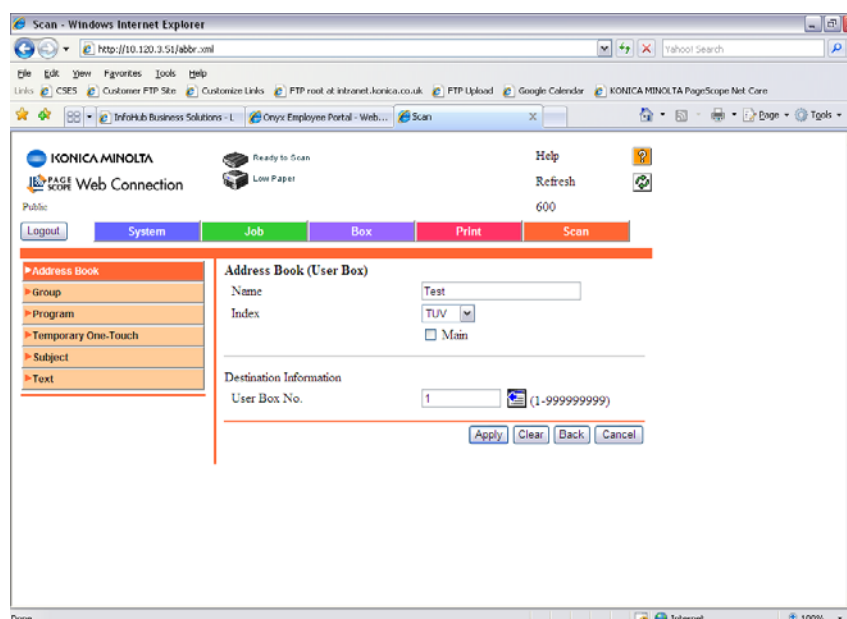 Scan - Windows Internet Explorer
http://10.120.3.51/abbr.xml
Yahoo! Search
File Edit View Favorites Tools Help
Links CSES Customer FTP Site Customize Links FTP root at intranet.konica.co.uk FTP Upload Google Calendar KONICA MINOLTA PageScope Net Care
InfoHub Business Solutions - L Onyx Employee Portal - Web... Scan X Page Tools
KONICA MINOLTA Ready to Scan Help ?
PAGE SCOPE Web Connection Low Paper Refresh
Public 600
Logout System Job Box Print Scan
Address Book Address Book (User Box)
Group Name Test
Program Index TUV
Temporary One-Touch Main
Subject
Text Destination Information
User Box No. 1 (1-999999999)
Apply Clear Back Cancel
Done Internet 100%